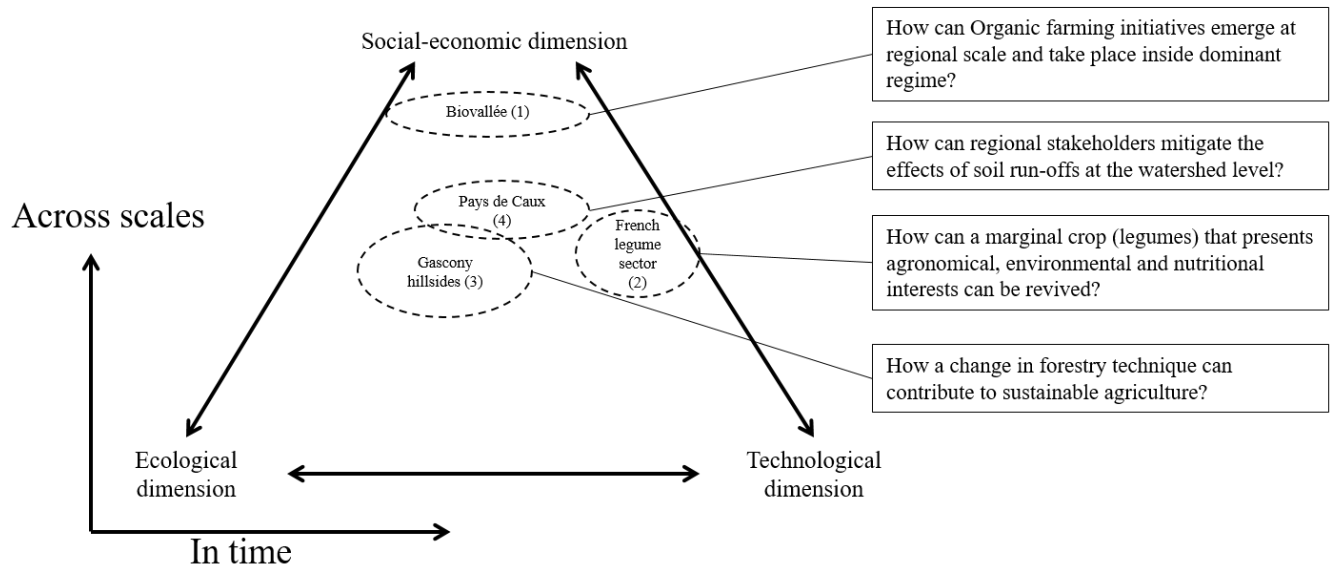 Social-economic dimension
Biovallée (1)
Pays de Caux
(4)
Gascony
hillsides (3)
French
legume
sector
(2)
Across scales
Ecological
dimension
Technological
dimension
In time
How can Organic farming initiatives emerge at
regional scale and take place inside dominant
regime?
How can regional stakeholders mitigate the
effects of soil run-offs at the watershed level?
How can a marginal crop (legumes) that presents
agronomical, environmental and nutritional
interests can be revived?
How a change in forestry technique can
contribute to sustainable agriculture?